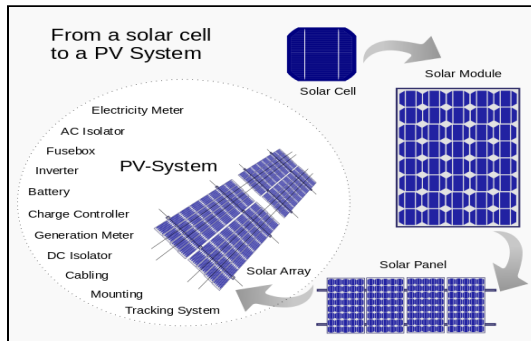 From a solar cell
to a PV System
Solar Cell
Solar Module
Electricity Meter
AC Isolator
Fusebox
PV-System
Inverter
Battery
Charge Controller
Generation Meter
DC Isolator
Cabling
Mounting
Tracking System
Solar Array
Solar Panel